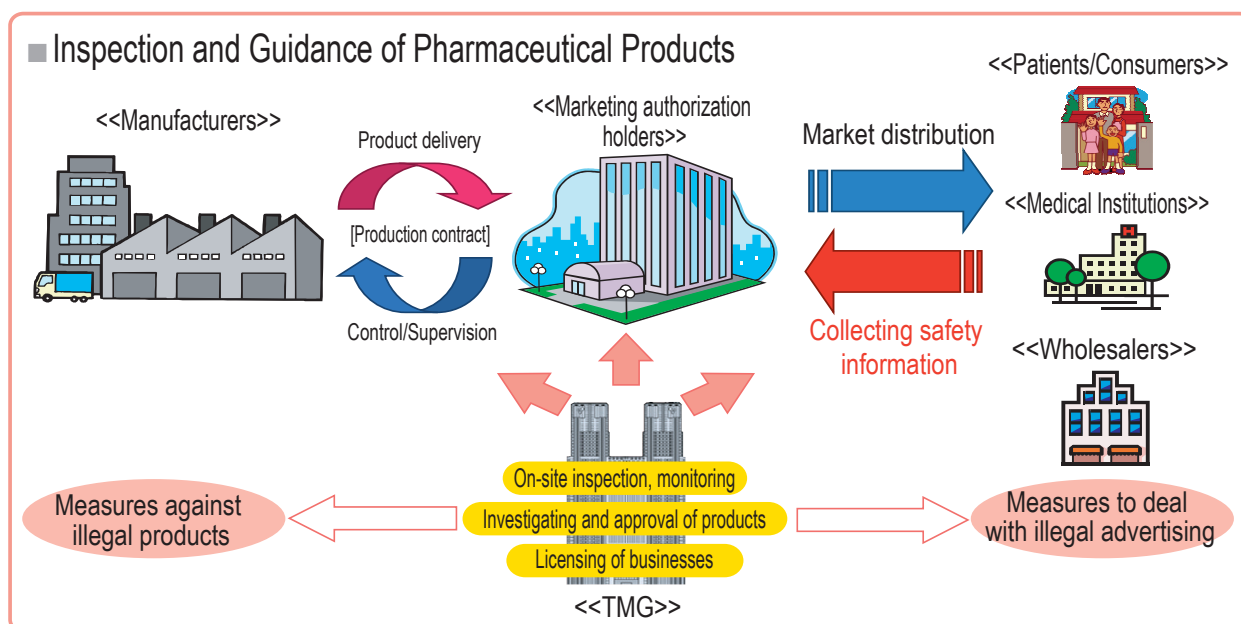 Inspection and Guidance of Pharmaceutical Products
<<Manufacturers>>
Product delivery
[Production contract]
Control/Supervision
<<Marketing authorization
holders>>
Market distribution
Collecting safety
information
<<Patients/Consumers>>
H
<<Medical Institutions>>
<<Wholesalers>>
On-site inspection, monitoring
Investigating and approval of products
Licensing of businesses
<<TMG>>
Measures against
illegal products
Measures to deal
with illegal advertising